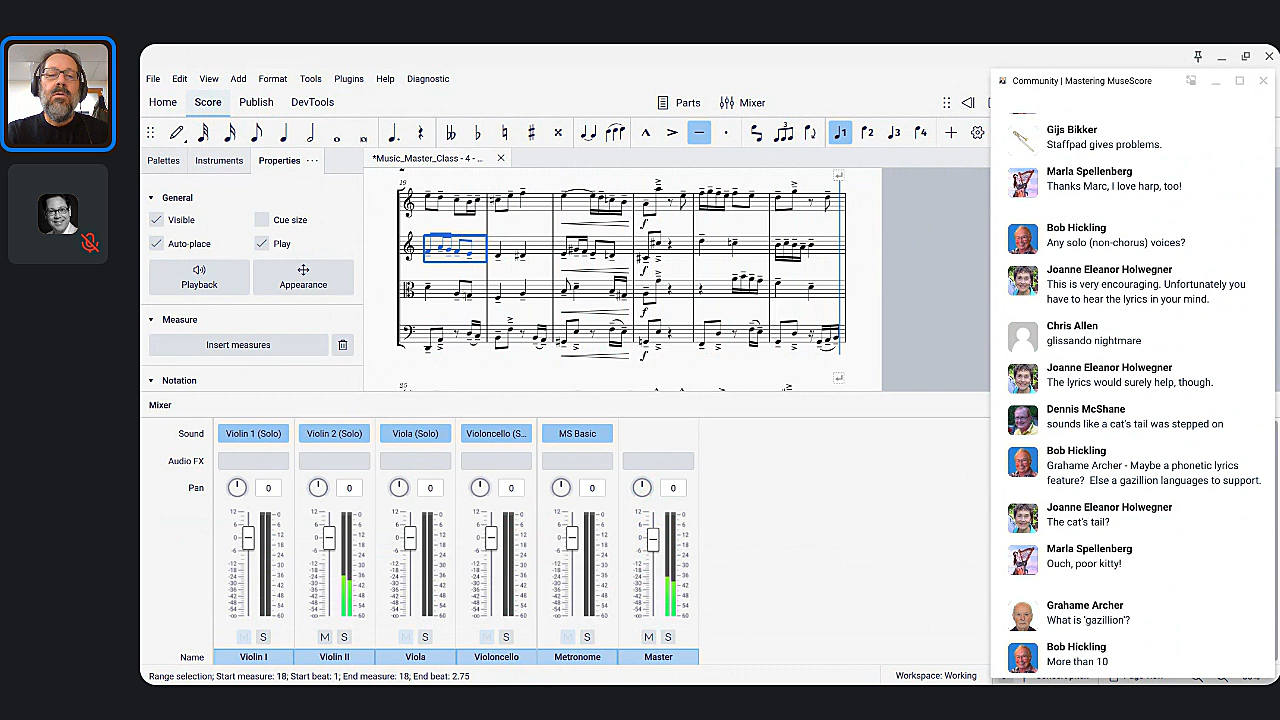 File Edit View Add Format Tools Plugins Help Diagnostic
Home Score Publish DevTools Parts Mixer
1 2 3 4
Palettes Instruments Properties ···
*Music_Master_Class - 4 - ...
General
Visible Cue size
Auto-place Play
Playback Appearance
Measure
Insert measures
Notation
19
f f
f
f
25
Mixer
Sound Violin 1 (Solo) Violin 2 (Solo) Viola (Solo) Violoncello (S... MS Basic
Audio FX
Pan 0 0 0 0 0 0
M S M S M S M S M S M S
Name Violin I Violin II Viola Violoncello Metronome Master
Range selection; Start measure: 18; Start beat: 1; End measure: 18; End beat: 2.75
Workspace: Working
Community | Mastering MuseScore
Gijs Bikker
Staffpad gives problems.
Marla Spellenberg
Thanks Marc, I love harp, too!
Bob Hickling
Any solo (non-chorus) voices?
Joanne Eleanor Holwegner
This is very encouraging. Unfortunately you
have to hear the lyrics in your mind.
Chris Allen
glissando nightmare
Joanne Eleanor Holwegner
The lyrics would surely help, though.
Dennis McShane
sounds like a cat's tail was stepped on
Bob Hickling
Grahame Archer - Maybe a phonetic lyrics
feature?  Else a gazillion languages to support.
Joanne Eleanor Holwegner
The cat's tail?
Marla Spellenberg
Ouch, poor kitty!
Grahame Archer
What is 'gazillion'?
Bob Hickling
More than 10